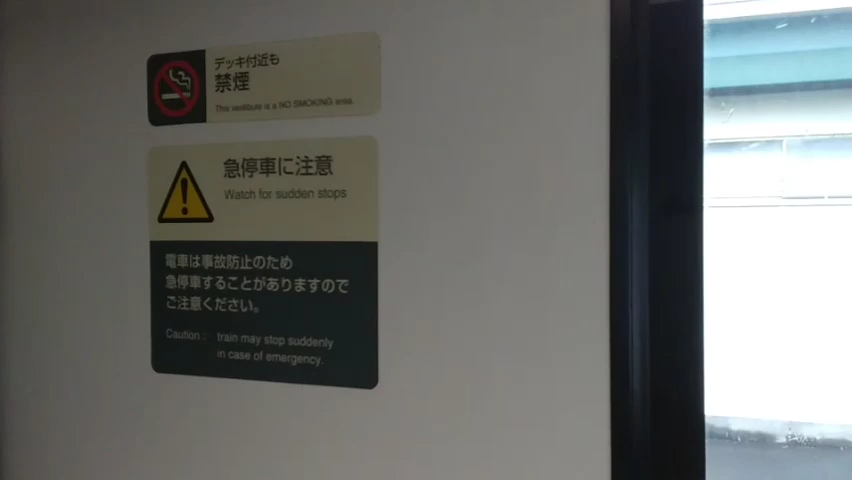 デッキ付近も
禁煙
This vestibule is a NO SMOKING area.
急停車に注意
Watch for sudden stops
電車は事故防止のため
急停車することがありますので
ご注意ください。
Caution : train may stop suddenly
in case of emergency.